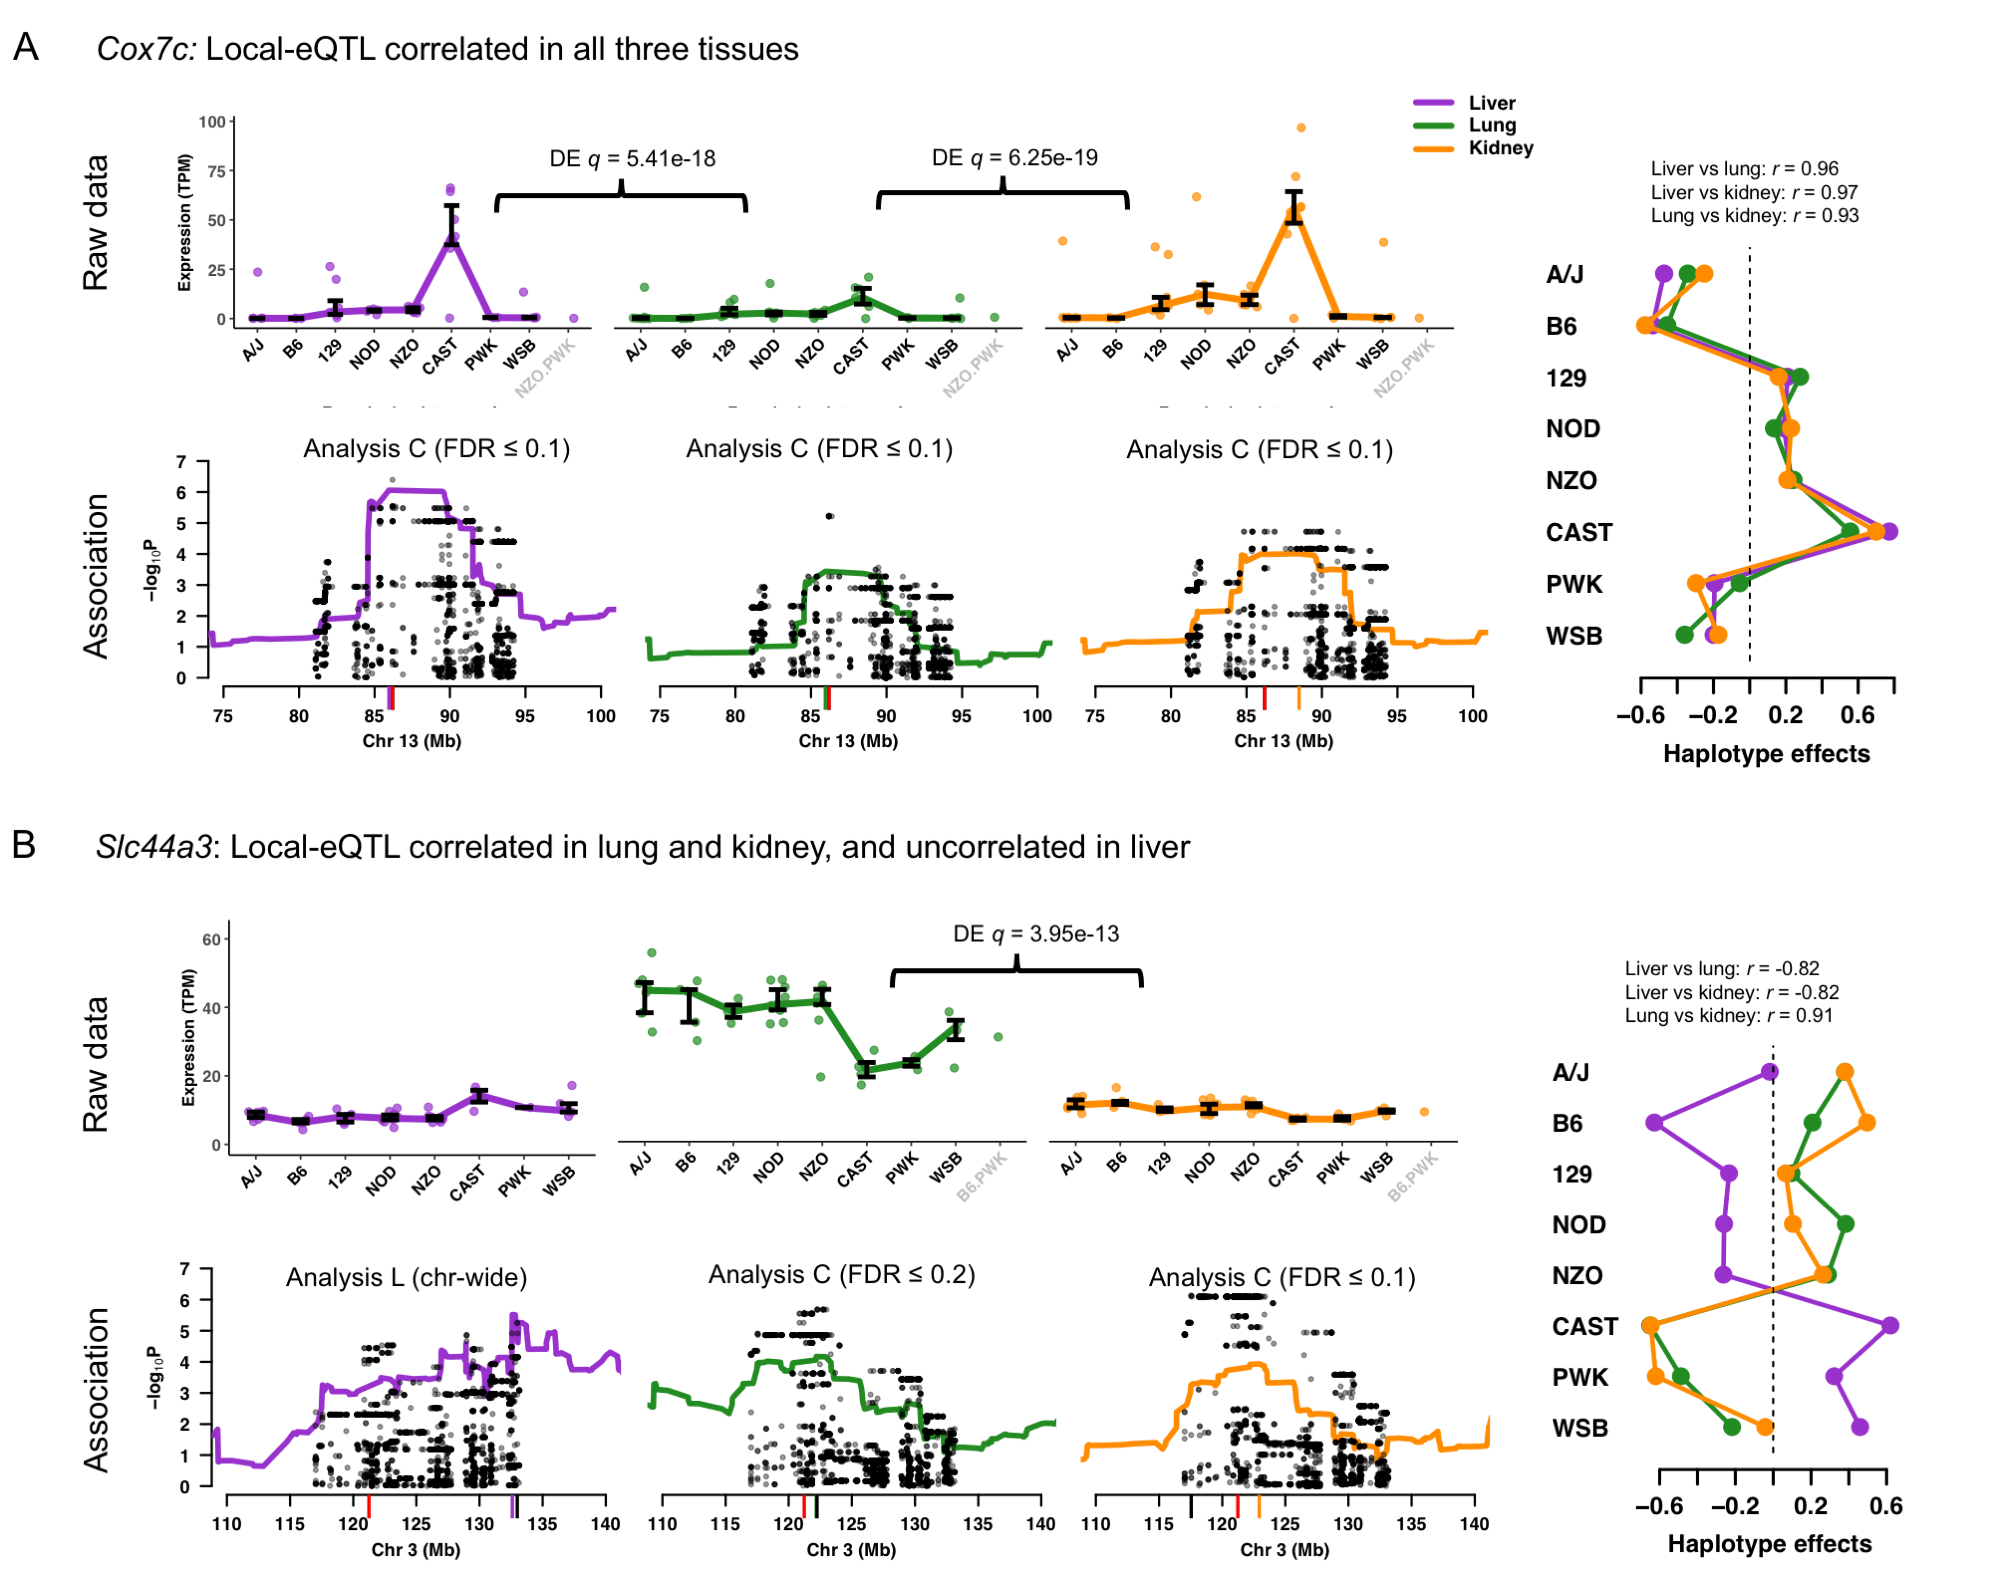 A
Cox7c: Local-eQTL correlated in all three tissues
Liver
Lung
Kidney
Raw data
Expression (TPM)
100
75
50
25
0
DE q = 5.41e-18
DE q = 6.25e-19
A/J B6 129 NOD NZO CAST PWK WSB NZO.PWK
A/J B6 129 NOD NZO CAST PWK WSB NZO.PWK
A/J B6 129 NOD NZO CAST PWK WSB NZO.PWK
Liver vs lung: r = 0.96
Liver vs kidney: r = 0.97
Lung vs kidney: r = 0.93
A/J
B6
129
NOD
NZO
CAST
PWK
WSB
−0.6 −0.2 0.2 0.6
Haplotype effects
Association
−log10P
7
6
5
4
3
2
1
0
Analysis C (FDR ≤ 0.1)
Analysis C (FDR ≤ 0.1)
Analysis C (FDR ≤ 0.1)
75 80 85 90 95 100
75 80 85 90 95 100
75 80 85 90 95 100
Chr 13 (Mb)
Chr 13 (Mb)
Chr 13 (Mb)
B
Slc44a3: Local-eQTL correlated in lung and kidney, and uncorrelated in liver
Raw data
Expression (TPM)
60
40
20
0
DE q = 3.95e-13
A/J B6 129 NOD NZO CAST PWK WSB
A/J B6 129 NOD NZO CAST PWK WSB B6.PWK
A/J B6 129 NOD NZO CAST PWK WSB B6.PWK
Liver vs lung: r = -0.82
Liver vs kidney: r = -0.82
Lung vs kidney: r = 0.91
A/J
B6
129
NOD
NZO
CAST
PWK
WSB
−0.6 −0.2 0.2 0.6
Haplotype effects
Association
−log10P
7
6
5
4
3
2
1
0
Analysis L (chr-wide)
Analysis C (FDR ≤ 0.2)
Analysis C (FDR ≤ 0.1)
110 115 120 125 130 135 140
110 115 120 125 130 135 140
110 115 120 125 130 135 140
Chr 3 (Mb)
Chr 3 (Mb)
Chr 3 (Mb)